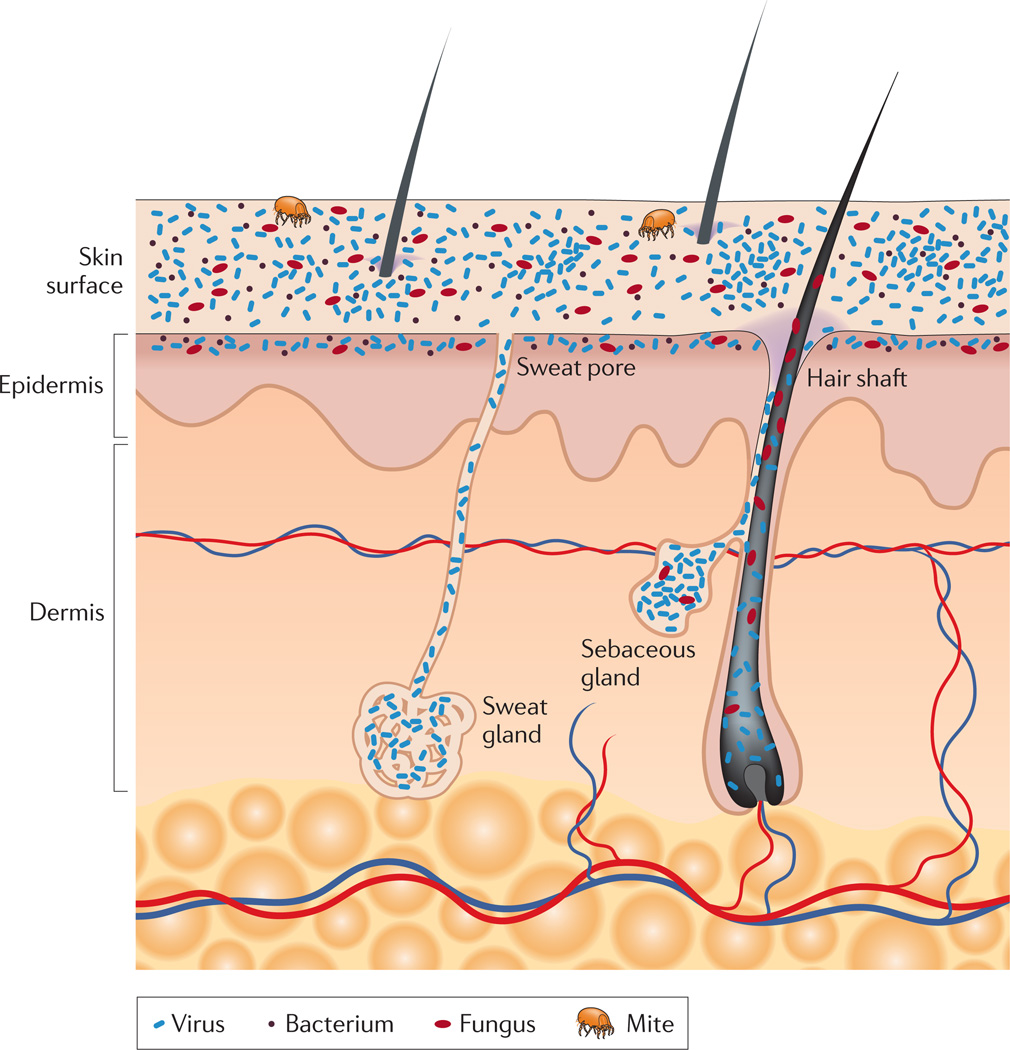 Skin
surface
Epidermis
Sweat pore
Hair shaft
Dermis
Sebaceous
gland
Sweat
gland
Virus
Bacterium
Fungus
Mite